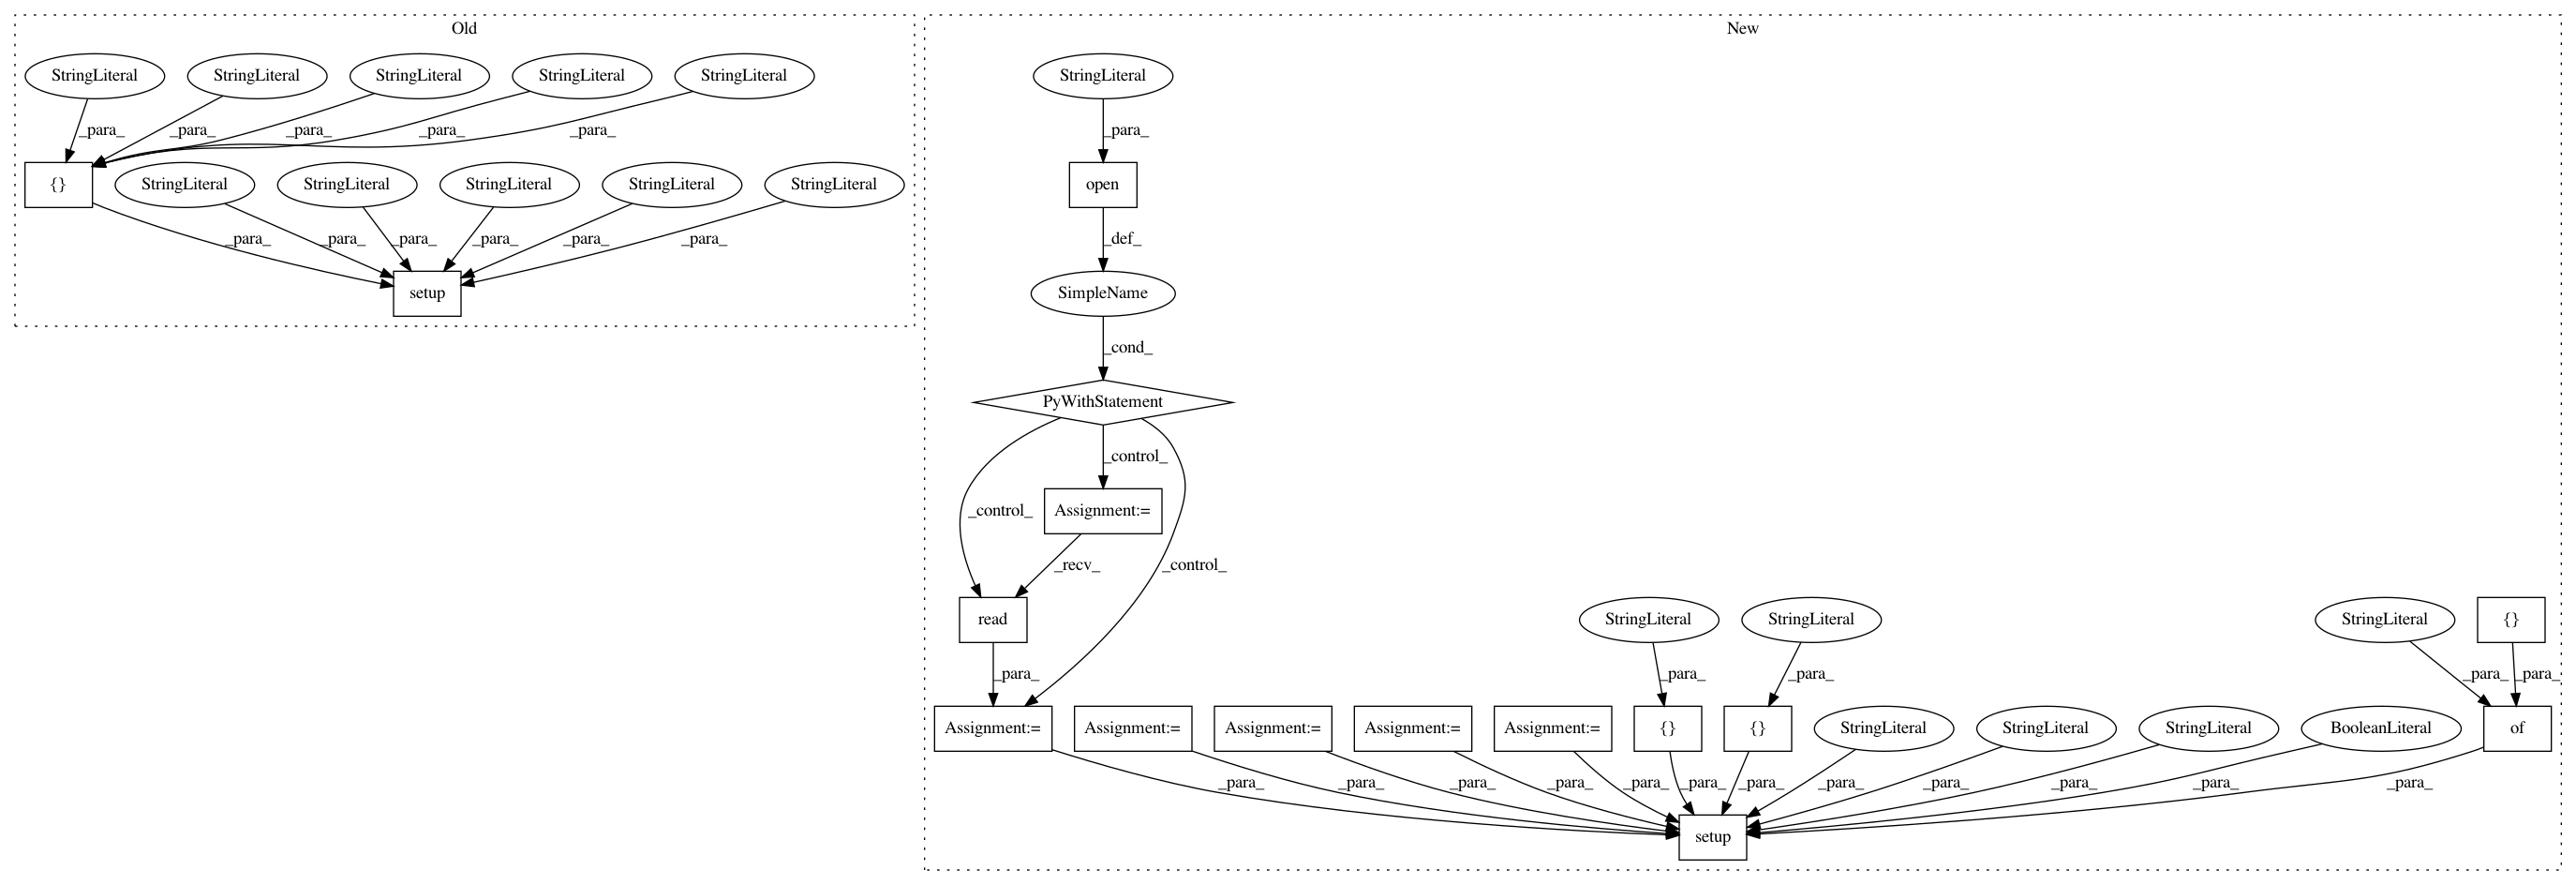 Old
New
StringLiteral
StringLiteral
StringLiteral
StringLiteral
StringLiteral
StringLiteral
_para_
_para_
_para_
_para_
_para_
_para_
{}
StringLiteral
StringLiteral
StringLiteral
StringLiteral
StringLiteral
open
_para_
_para_
_para_
_para_
_para_
_para_
_def_
setup
SimpleName
_cond_
PyWithStatement
_control_
_control_
Assignment:=
_recv_
_control_
read
StringLiteral
StringLiteral
StringLiteral
{}
_para_
_para_
_para_
_para_
_para_
Assignment:=
Assignment:=
Assignment:=
Assignment:=
Assignment:=
{}
{}
StringLiteral
StringLiteral
StringLiteral
BooleanLiteral
of
_para_
_para_
_para_
_para_
_para_
_para_
_para_
_para_
_para_
_para_
_para_
_para_
setup